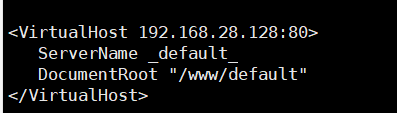 <VirtualHost 192.168.28.128:80>
ServerName _default_
DocumentRoot "/www/default"
</VirtualHost>